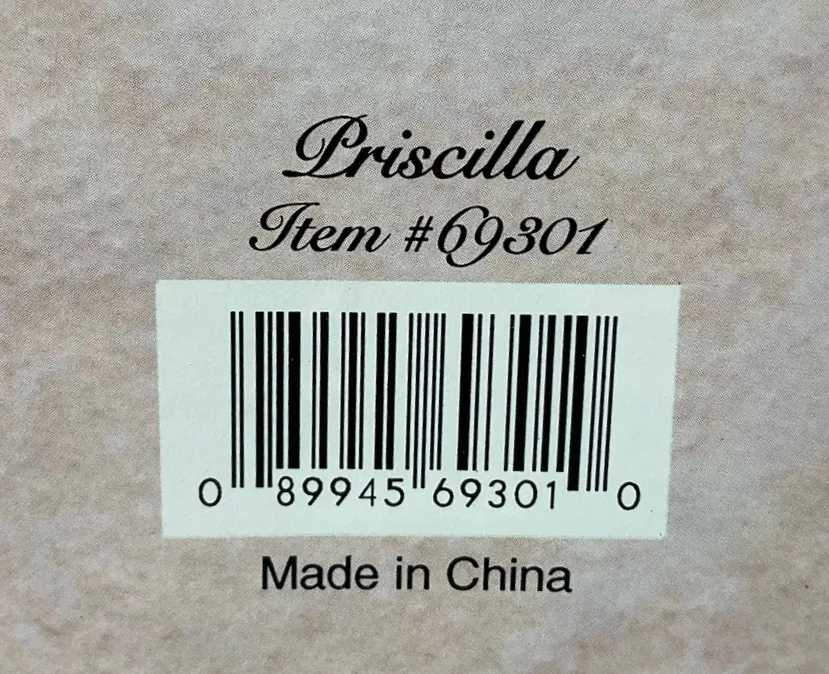 Priscilla
Item #69301
0 89945 69301 0
Made in China